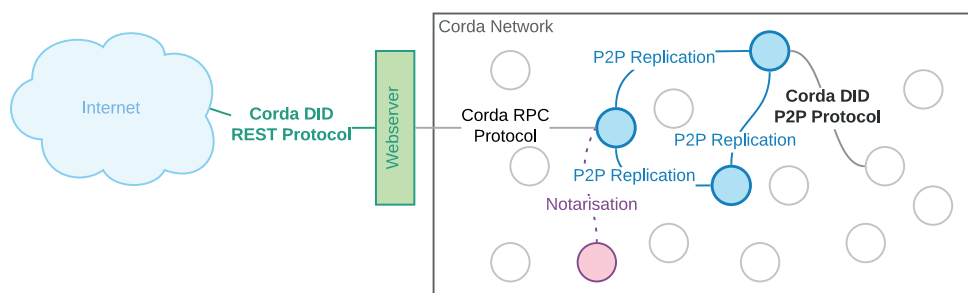 Corda Network
Internet
Corda DID
REST Protocol
Webserver
Corda RPC
Protocol
P2P Replication
P2P Replication
P2P Replication
Corda DID
P2P Protocol
Notarisation